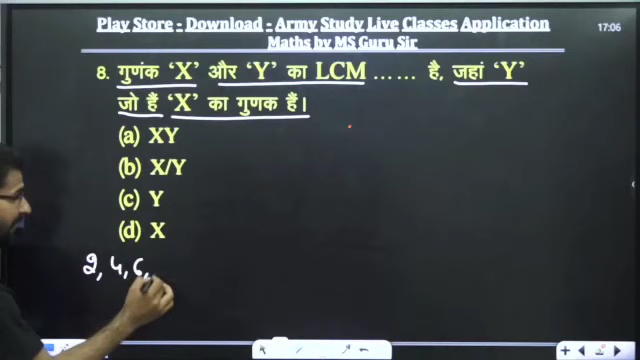 Play Store - Download - Army Study Live Classes Application
Maths by MS Guru Sir
17:06
8. गुणंक 'X' और 'Y' का LCM ...... है, जहां 'Y'
जो हैं 'X' का गुणक हैं।
(a) XY
(b) X/Y
(c) Y
(d) X
2, 4, 6,